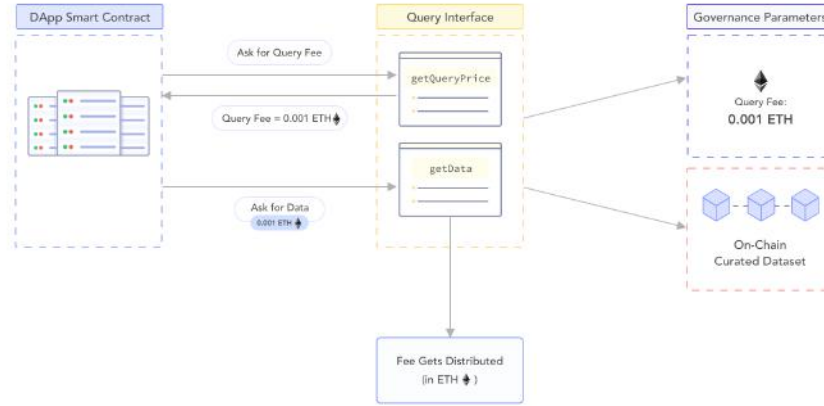 DApp Smart Contract
Query Interface
Governance Parameters
Ask for Query Fee
getQueryPrice
Query Fee = 0.001 ETH
Query Fee:
0.001 ETH
getData
Ask for Data
0.001 ETH
On-Chain
Curated Dataset
Fee Gets Distributed
(in ETH )